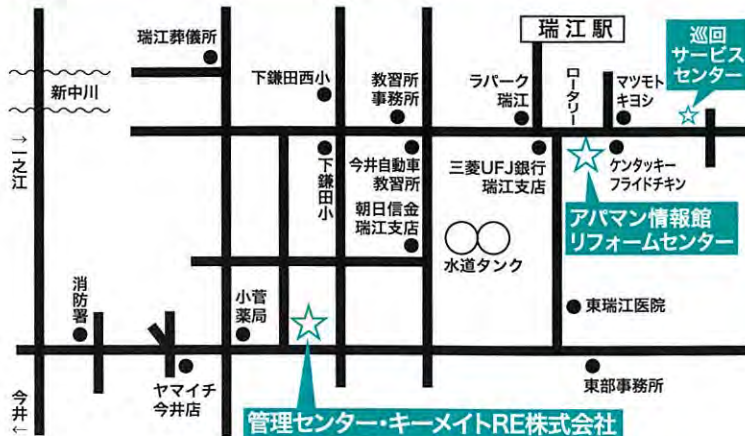 瑞江駅
巡回
サービス
センター
瑞江葬儀所
新中川
下鎌田西小
教習所
事務所
ラパーク
瑞江
ロータリー
マツモト
キヨシ
→一之江
下鎌田小
今井自動車
教習所
三菱UFJ銀行
瑞江支店
ケンタッキー
フライドチキン
朝日信金
瑞江支店
アパマン情報館
リフォームセンター
水道タンク
消防署
小菅
薬局
東瑞江医院
ヤマイチ
今井店
東部事務所
今井←
管理センター・キーメイトRE株式会社